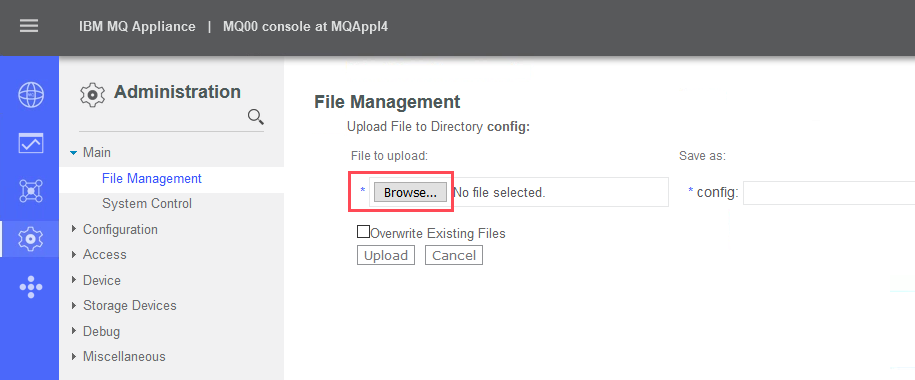 IBM MQ Appliance | MQ00 console at MQAppl4
Administration
Main
File Management
System Control
Configuration
Access
Device
Storage Devices
Debug
Miscellaneous
File Management
Upload File to Directory config:
File to upload: Save as:
* Browse... No file selected. * config:
Overwrite Existing Files
Upload Cancel